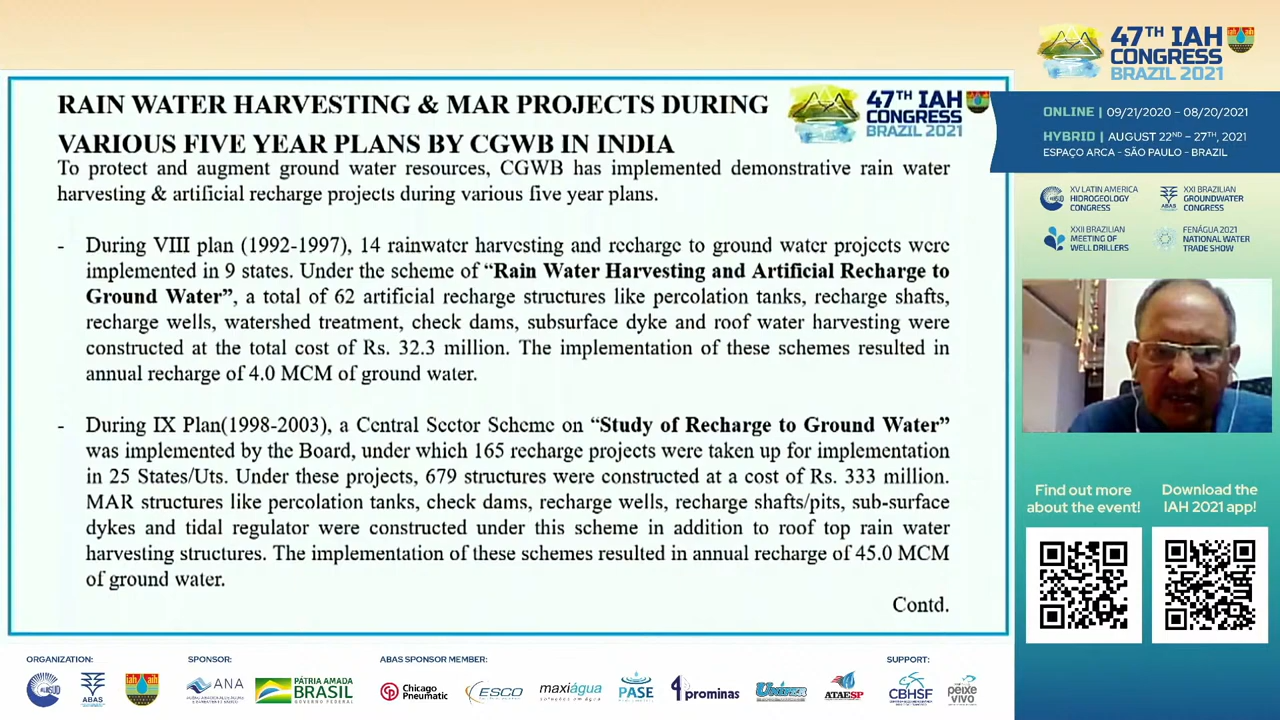 RAIN WATER HARVESTING & MAR PROJECTS DURING
VARIOUS FIVE YEAR PLANS BY CGWB IN INDIA
47TH IAH
CONGRESS
BRAZIL 2021
To protect and augment ground water resources, CGWB has implemented demonstrative rain water
harvesting & artificial recharge projects during various five year plans.
- During VIII plan (1992-1997), 14 rainwater harvesting and recharge to ground water projects were
implemented in 9 states. Under the scheme of “Rain Water Harvesting and Artificial Recharge to
Ground Water”, a total of 62 artificial recharge structures like percolation tanks, recharge shafts,
recharge wells, watershed treatment, check dams, subsurface dyke and roof water harvesting were
constructed at the total cost of Rs. 32.3 million. The implementation of these schemes resulted in
annual recharge of 4.0 MCM of ground water.
- During IX Plan(1998-2003), a Central Sector Scheme on “Study of Recharge to Ground Water”
was implemented by the Board, under which 165 recharge projects were taken up for implementation
in 25 States/Uts. Under these projects, 679 structures were constructed at a cost of Rs. 333 million.
MAR structures like percolation tanks, check dams, recharge wells, recharge shafts/pits, sub-surface
dykes and tidal regulator were constructed under this scheme in addition to roof top rain water
harvesting structures. The implementation of these schemes resulted in annual recharge of 45.0 MCM
of ground water.
Contd.
47TH IAH
CONGRESS
BRAZIL 2021
ONLINE | 09/21/2020 – 08/20/2021
HYBRID | AUGUST 22ND – 27TH, 2021
ESPAÇO ARCA - SÃO PAULO - BRAZIL
XV LATIN AMERICA
HIDROGEOLOGY
CONGRESS
XXI BRAZILIAN
GROUNDWATER
CONGRESS
XXII BRAZILIAN
MEETING OF
WELL DRILLERS
FENÁGUA 2021
NATIONAL WATER
TRADE SHOW
Find out more
about the event!
Download the
IAH 2021 app!
ORGANIZATION:
SPONSOR:
ABAS SPONSOR MEMBER:
SUPPORT:
ABAS
ANA
PÁTRIA AMADA
BRASIL
GOVERNO FEDERAL
Chicago
Pneumatic
ESCO
maxiágua
soluções em água
PASE
prominas
ATAESP
CBHSF
peixe
vivo